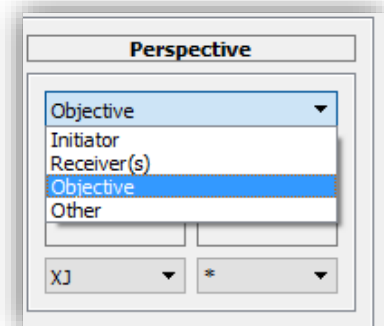 Perspective
Objective
Initiator
Receiver(s)
Objective
Other
XJ *